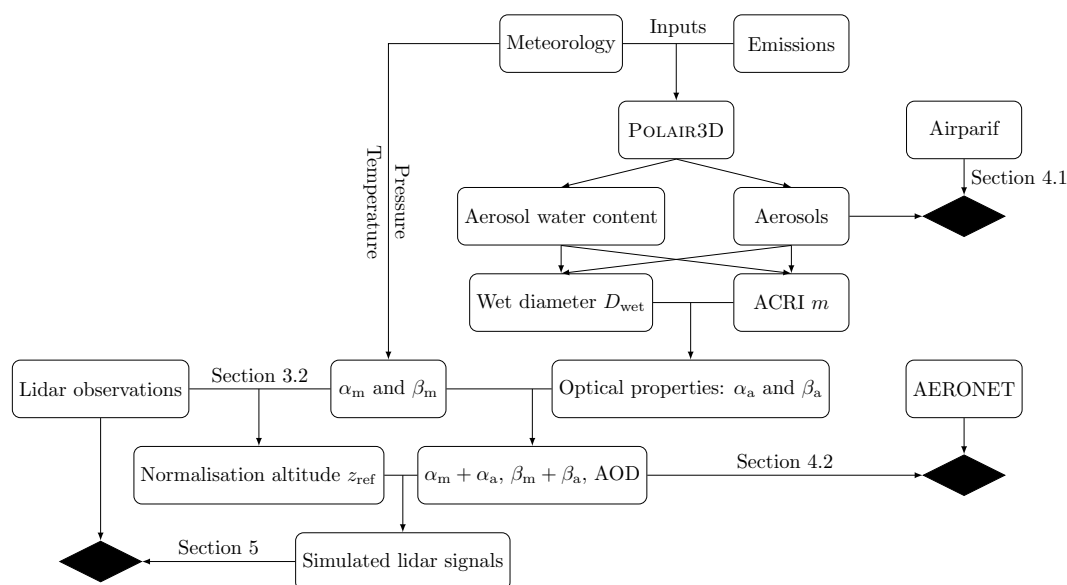 Inputs
Meteorology
Emissions
Pressure
Temperature
POLAIR3D
Airparif
Section 4.1
Aerosol water content
Aerosols
Wet diameter D_wet
ACRI m
Lidar observations
Section 3.2
α_m and β_m
Optical properties: α_a and β_a
AERONET
Normalisation altitude z_ref
α_m + α_a, β_m + β_a, AOD
Section 4.2
Section 5
Simulated lidar signals